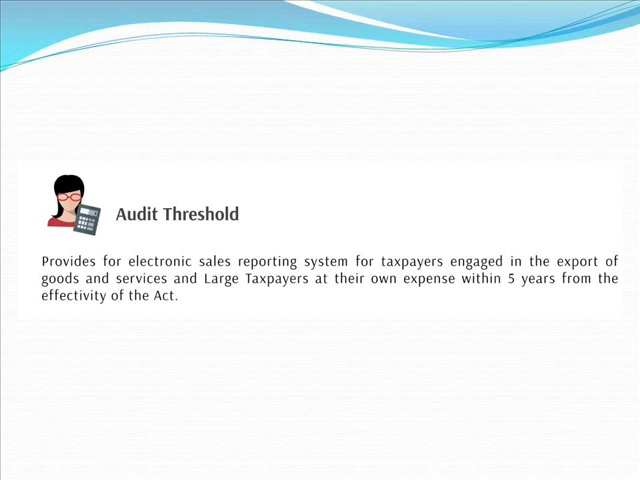 Audit Threshold
Provides for electronic sales reporting system for taxpayers engaged in the export of
goods and services and Large Taxpayers at their own expense within 5 years from the
effectivity of the Act.